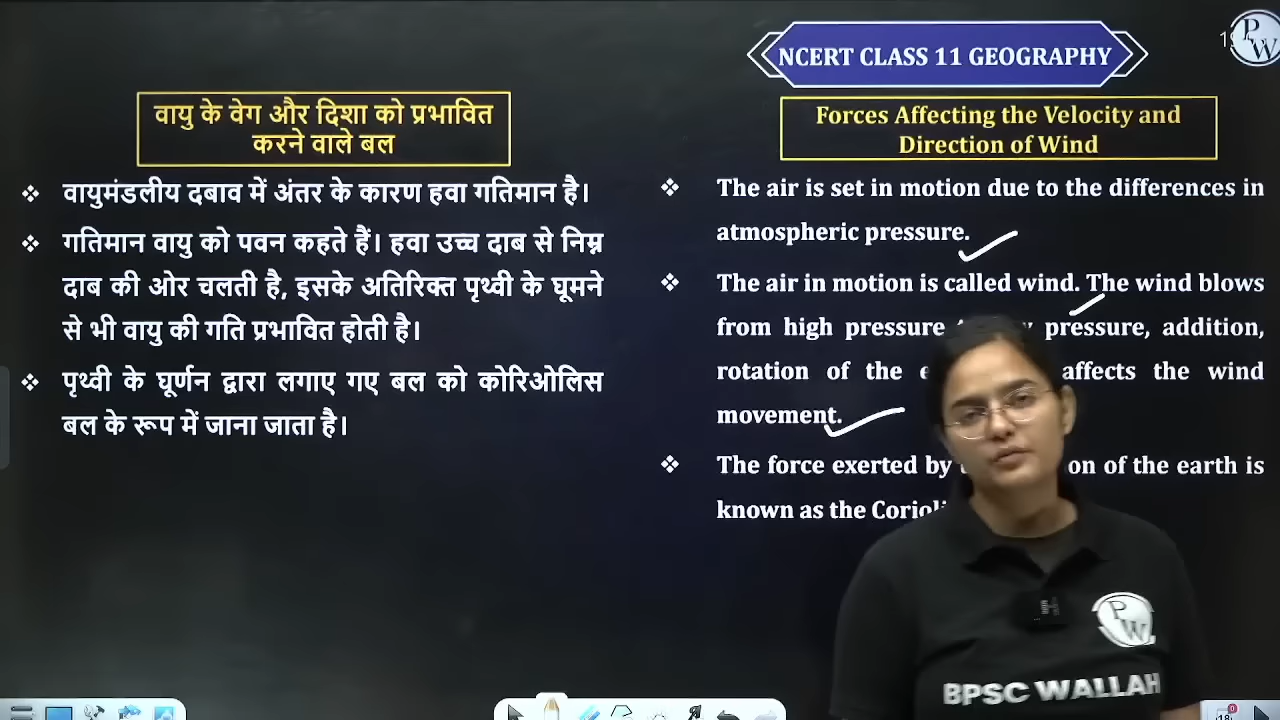 NCERT CLASS 11 GEOGRAPHY
PW
वायु के वेग और दिशा को प्रभावित
करने वाले बल
वायुमंडलीय दबाव में अंतर के कारण हवा गतिमान है।
गतिमान वायु को पवन कहते हैं। हवा उच्च दाब से निम्न
दाब की ओर चलती है, इसके अतिरिक्त पृथ्वी के घूमने
से भी वायु की गति प्रभावित होती है।
पृथ्वी के घूर्णन द्वारा लगाए गए बल को कोरिओलिस
बल के रूप में जाना जाता है।
Forces Affecting the Velocity and
Direction of Wind
The air is set in motion due to the differences in
atmospheric pressure.
The air in motion is called wind. The wind blows
from high pressure pressure, addition,
rotation of the affects the wind
movement.
The force exerted by on of the earth is
known as the
PW
BPSC WALLAH